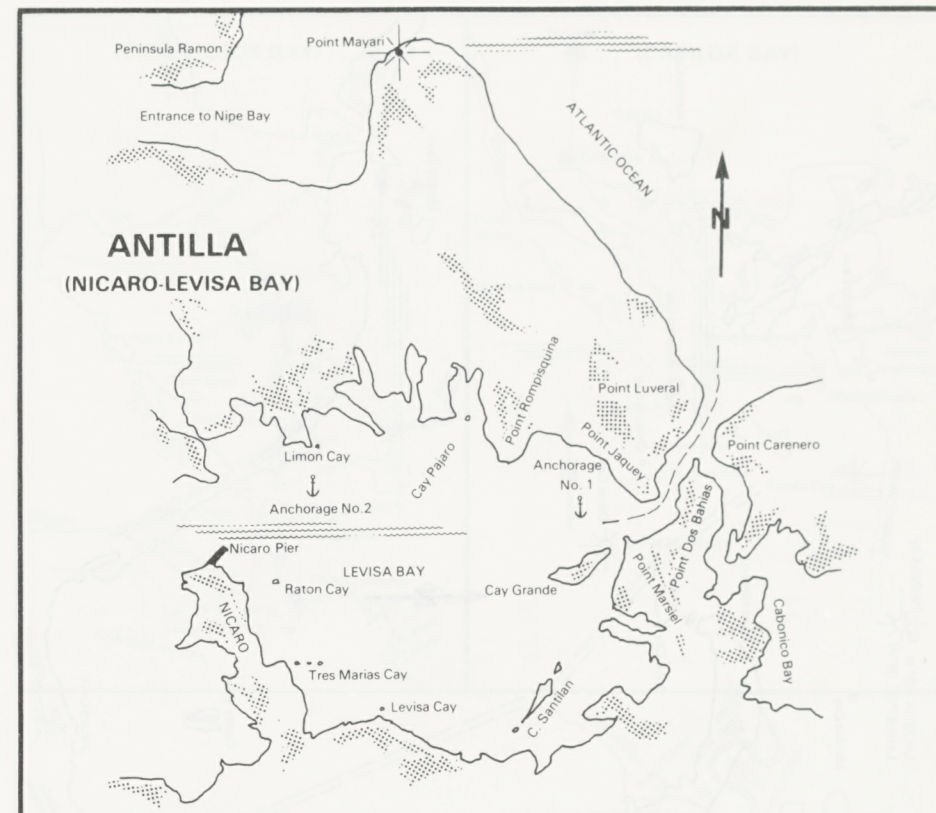 Peninsula Ramon
Point Mayari
Entrance to Nipe Bay
ATLANTIC OCEAN
N
ANTILLA
(NICARO-LEVISA BAY)
Point Rompisquina
Point Luveral
Point Jaquey
Point Carenero
Limon Cay
Cay Pajaro
Anchorage
No. 1
Anchorage No.2
Point Dos Bahias
Nicaro Pier
LEVISA BAY
Raton Cay
Cay Grande
Point Marsiel
NICARO
Cabonico Bay
Tres Marias Cay
Levisa Cay
C. Santilan